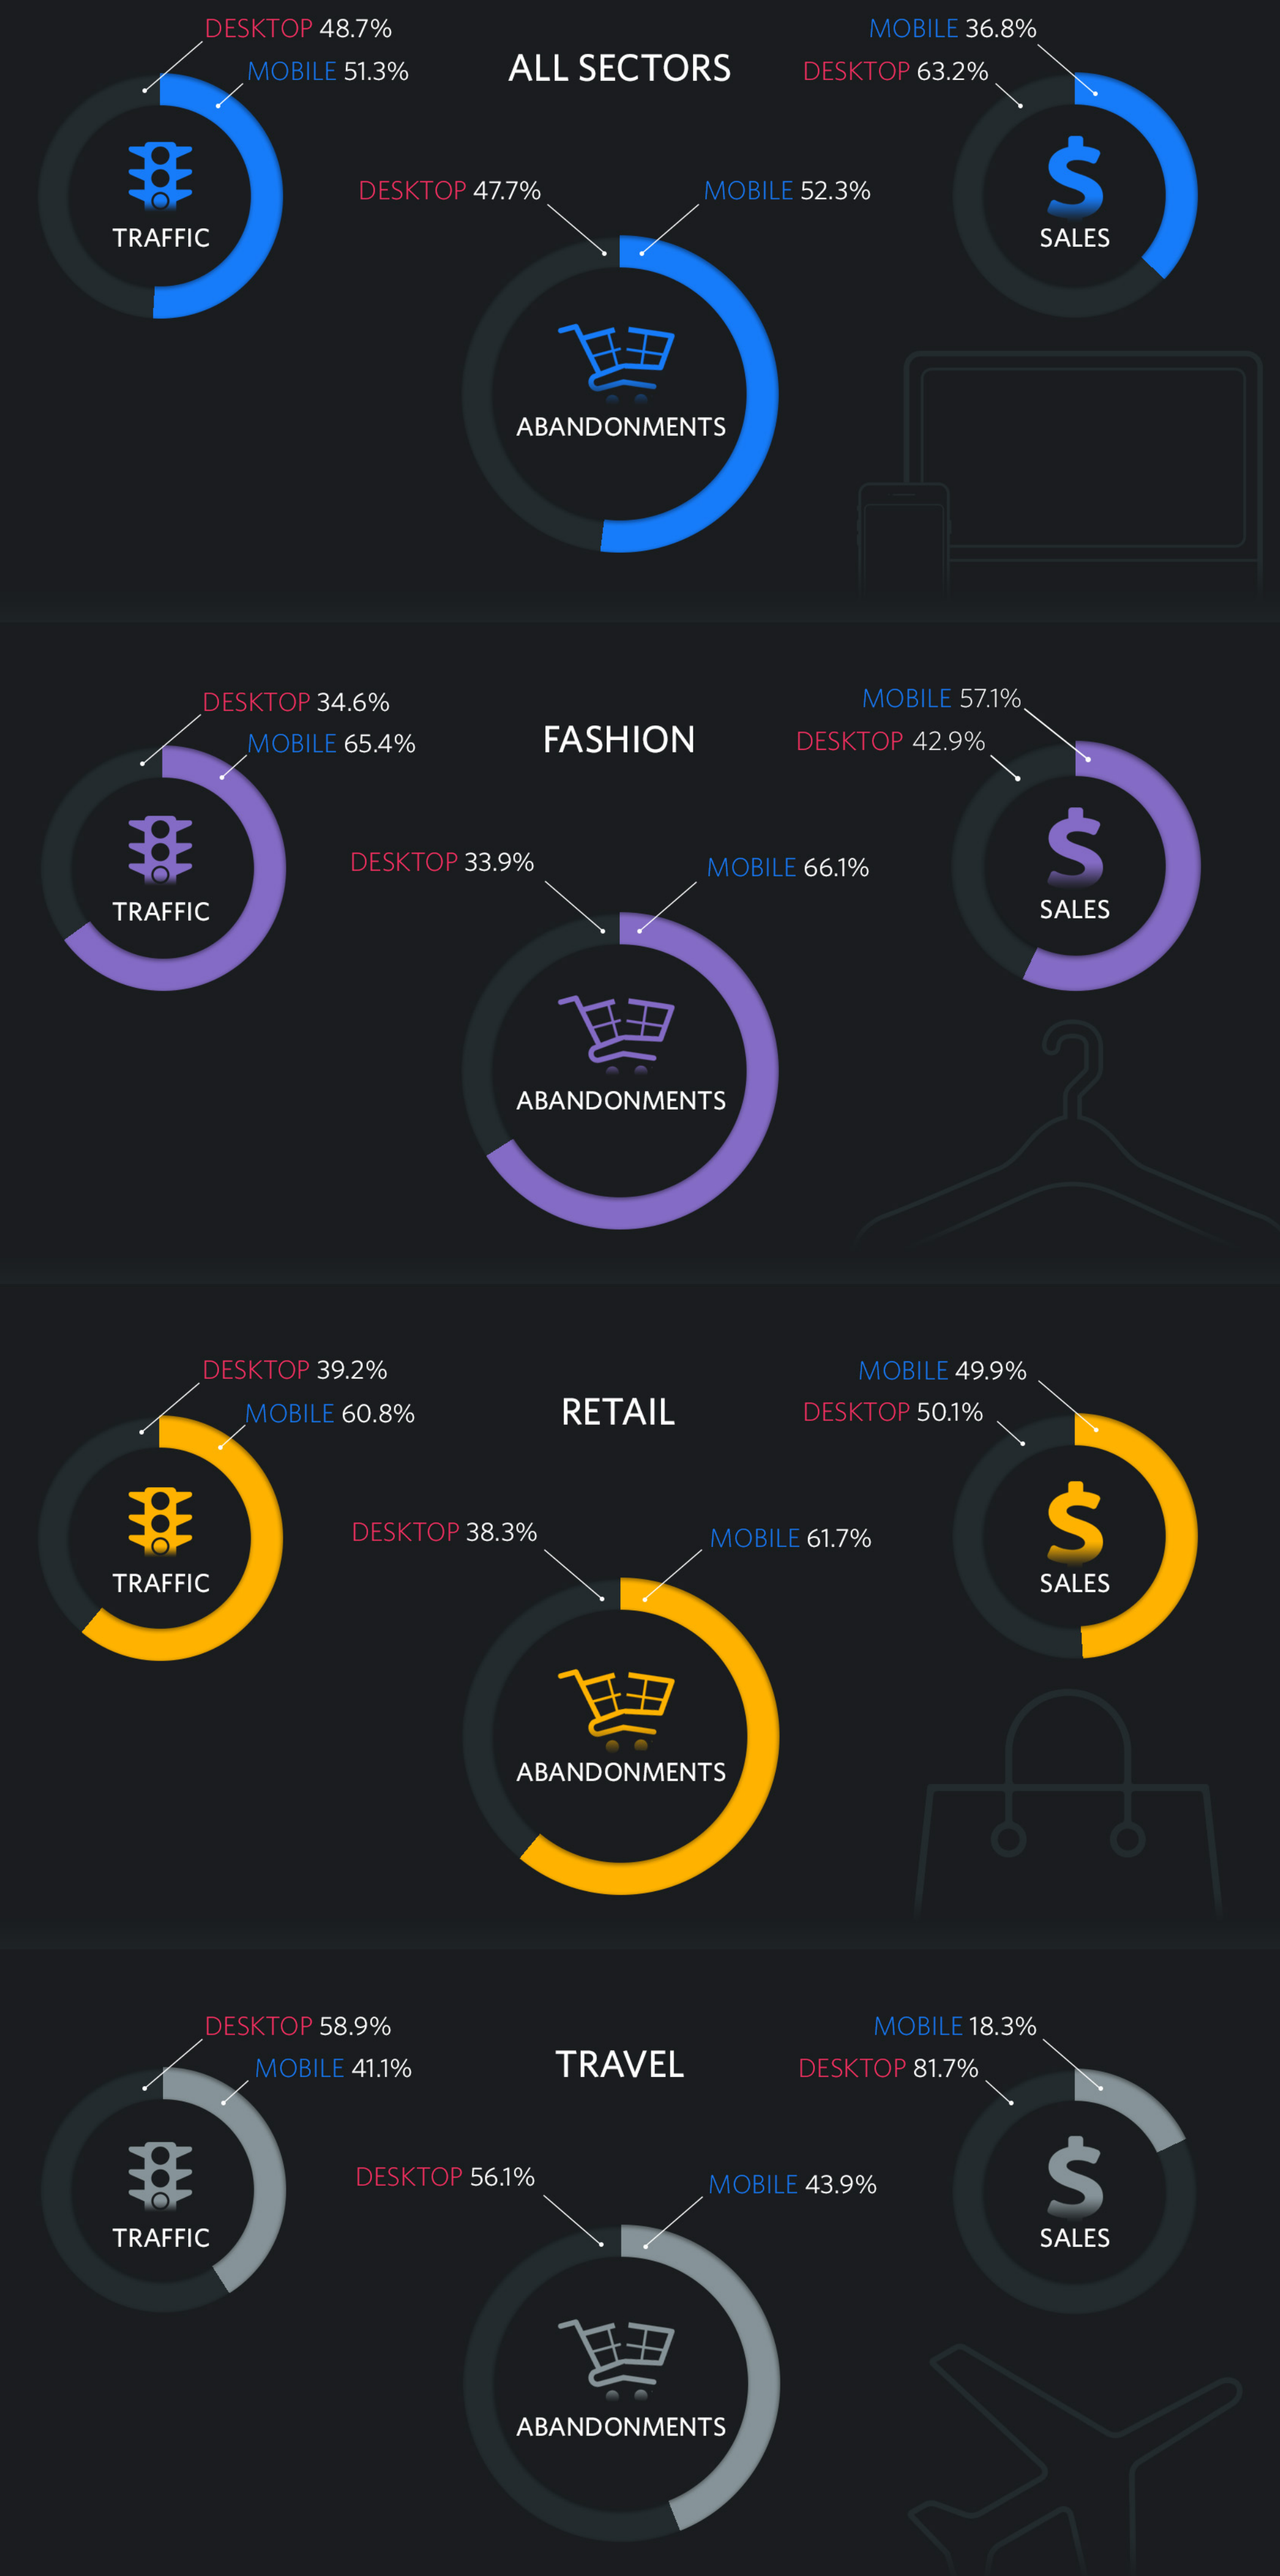 DESKTOP 48.7%
MOBILE 51.3%
ALL SECTORS
MOBILE 36.8%
DESKTOP 63.2%
TRAFFIC
SALES
DESKTOP 47.7%
MOBILE 52.3%
ABANDONMENTS
DESKTOP 34.6%
MOBILE 65.4%
FASHION
MOBILE 57.1%
DESKTOP 42.9%
TRAFFIC
SALES
DESKTOP 33.9%
MOBILE 66.1%
ABANDONMENTS
DESKTOP 39.2%
MOBILE 60.8%
RETAIL
MOBILE 49.9%
DESKTOP 50.1%
TRAFFIC
SALES
DESKTOP 38.3%
MOBILE 61.7%
ABANDONMENTS
DESKTOP 58.9%
MOBILE 41.1%
TRAVEL
MOBILE 18.3%
DESKTOP 81.7%
TRAFFIC
SALES
DESKTOP 56.1%
MOBILE 43.9%
ABANDONMENTS